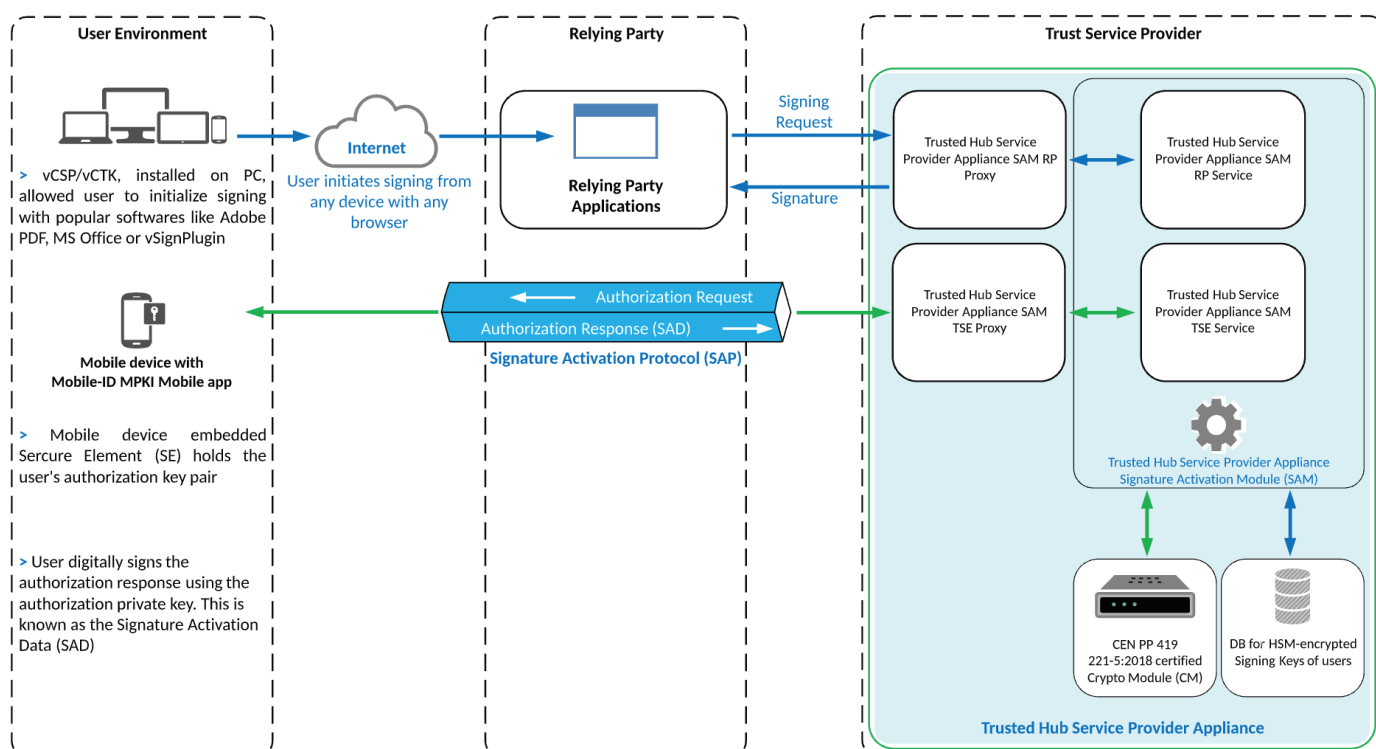 User Environment
Relying Party
Trust Service Provider
> vCSP/vCTK, installed on PC,
allowed user to initialize signing
with popular softwares like Adobe
PDF, MS Office or vSignPlugin
Internet
User initiates signing from
any device with any
browser
Relying Party
Applications
Signing
Request
Signature
Trusted Hub Service
Provider Appliance SAM RP
Proxy
Trusted Hub Service
Provider Appliance SAM
RP Service
Mobile device with
Mobile-ID MPKI Mobile app
Authorization Request
Authorization Response (SAD)
Signature Activation Protocol (SAP)
Trusted Hub Service
Provider Appliance SAM
TSE Proxy
Trusted Hub Service
Provider Appliance SAM
TSE Service
> Mobile device embedded
Sercure Element (SE) holds the
user's authorization key pair
Trusted Hub Service Provider Appliance
Signature Activation Module (SAM)
> User digitally signs the
authorization response using the
authorization private key. This is
known as the Signature Activation
Data (SAD)
CEN PP 419
221-5:2018 certified
Crypto Module (CM)
DB for HSM-encrypted
Signing Keys of users
Trusted Hub Service Provider Appliance